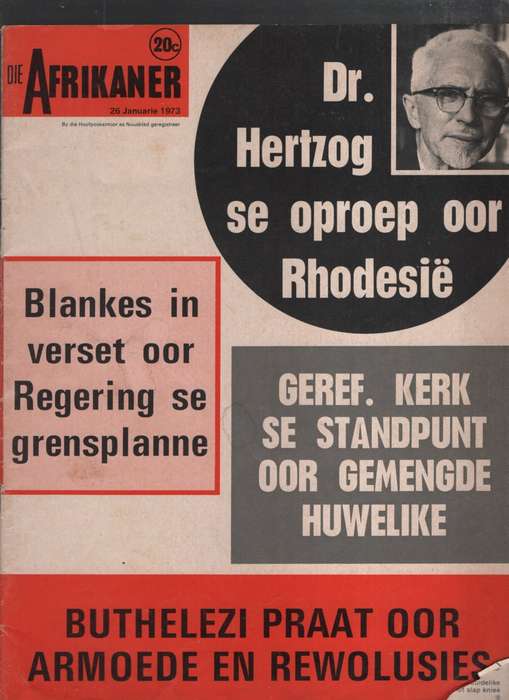 20c
DIE AFRIKANER
26 Januarie 1973
By die Hoofposkantoor as Nuusblad geregistreer
Dr.
Hertzog
se oproep oor
Rhodesië
Blankes in
verset oor
Regering se
grensplanne
GEREF. KERK
SE STANDPUNT
OOR GEMENGDE
HUWELIKE
BUTHELEZI PRAAT OOR
ARMOEDE EN REWOLUSIES
slap knieë